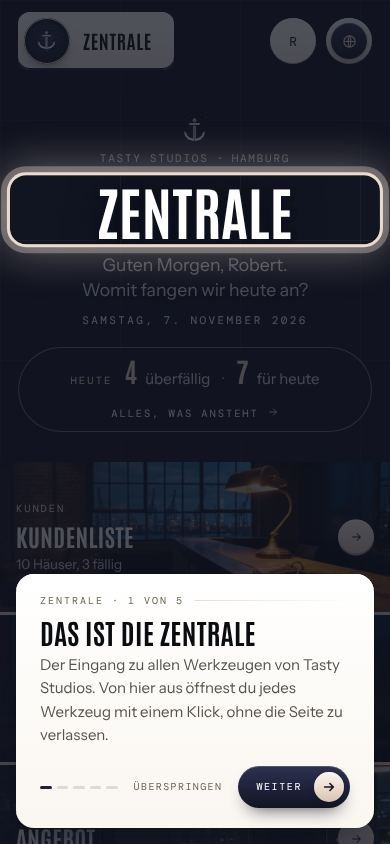 ZENTRALE
R
TASTY STUDIOS · HAMBURG
ZENTRALE
Guten Morgen, Robert.
Womit fangen wir heute an?
SAMSTAG, 7. NOVEMBER 2026
HEUTE 4 überfällig · 7 für heute
ALLES, WAS ANSTEHT →
KUNDEN
KUNDENLISTE
10 Häuser, 3 fällig
ZENTRALE · 1 VON 5
DAS IST DIE ZENTRALE
Der Eingang zu allen Werkzeugen von Tasty
Studios. Von hier aus öffnest du jedes
Werkzeug mit einem Klick, ohne die Seite zu
verlassen.
ÜBERSPRINGEN
WEITER →
ANGEBOT